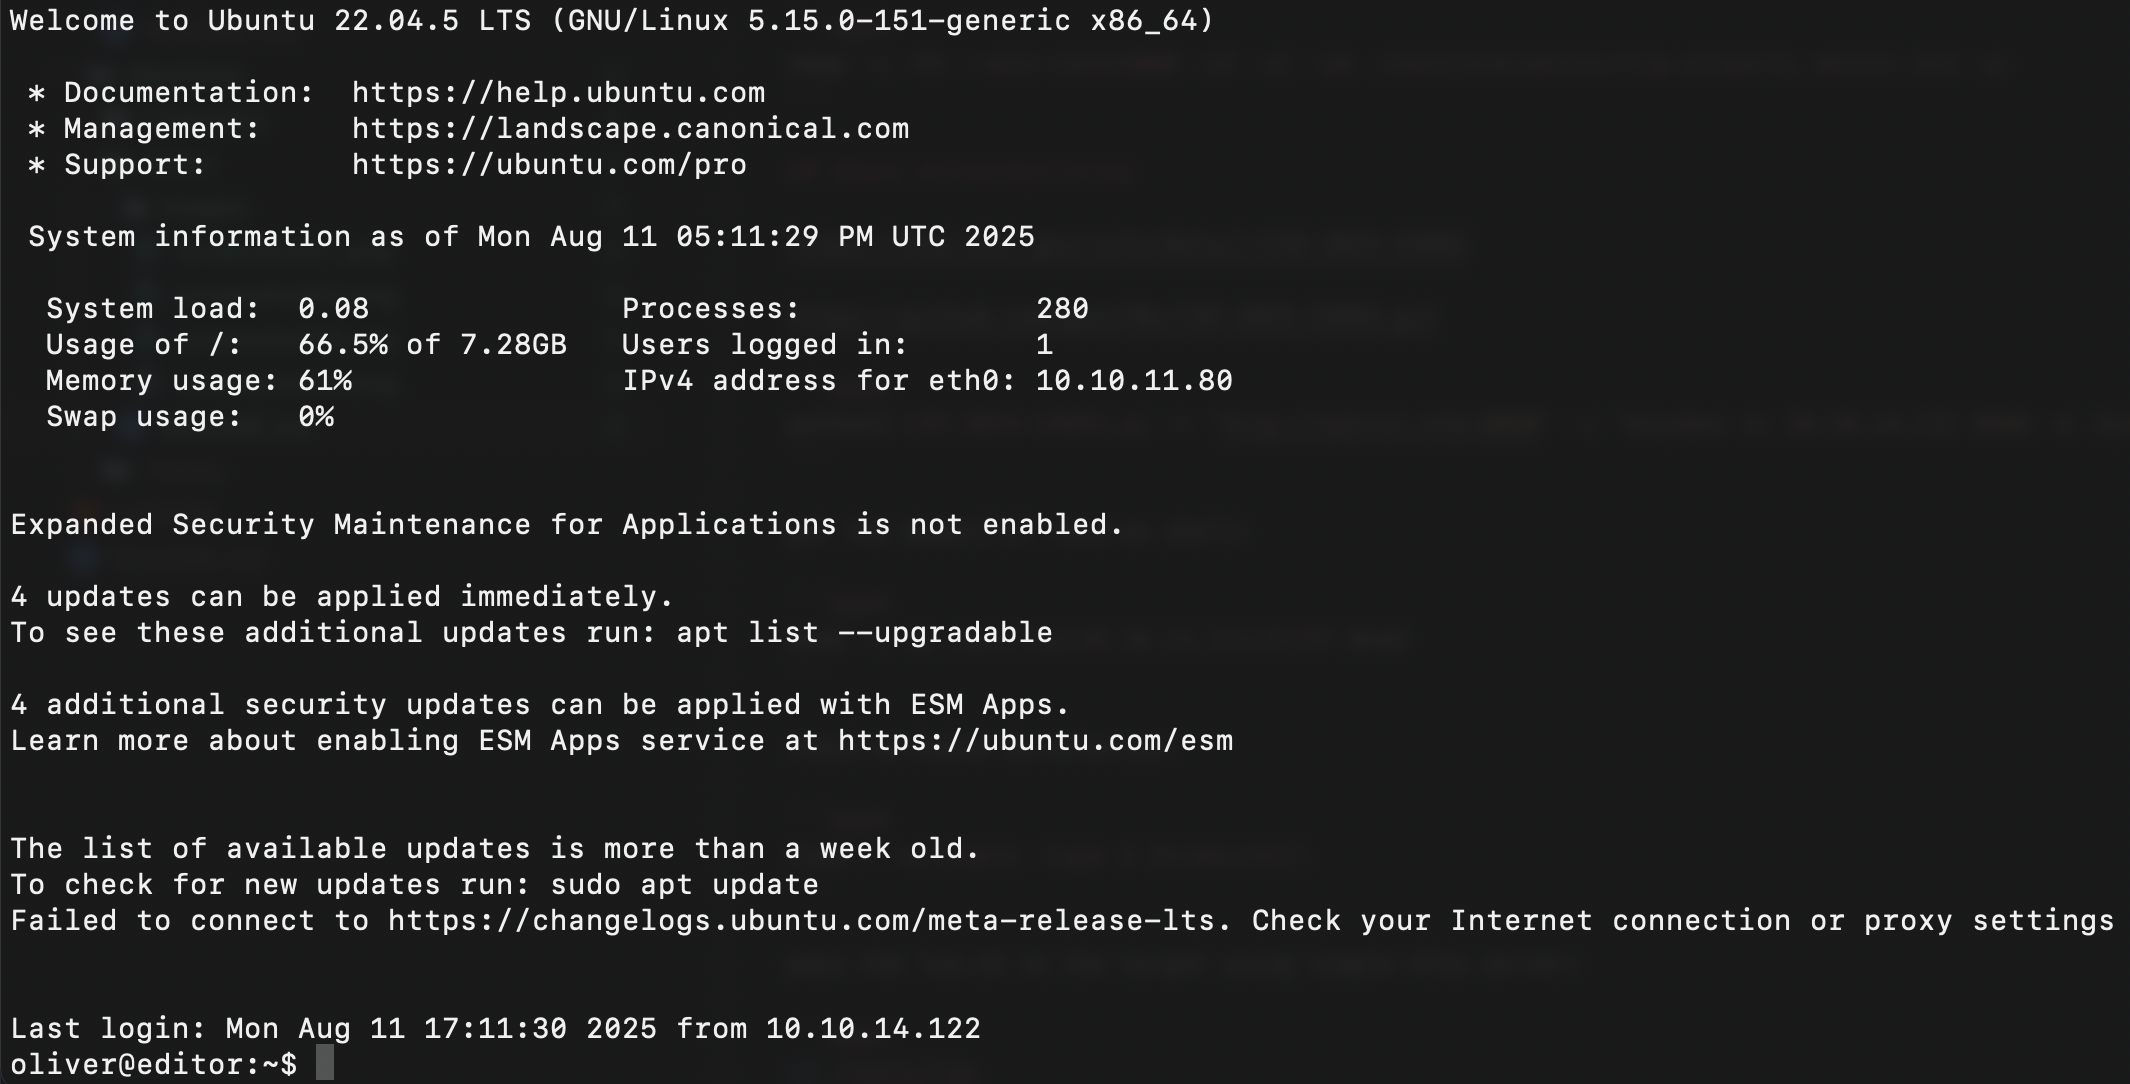 Welcome to Ubuntu 22.04.5 LTS (GNU/Linux 5.15.0-151-generic x86_64)

 * Documentation:  https://help.ubuntu.com
 * Management:     https://landscape.canonical.com
 * Support:        https://ubuntu.com/pro

 System information as of Mon Aug 11 05:11:29 PM UTC 2025

  System load:  0.08              Processes:             280
  Usage of /:   66.5% of 7.28GB   Users logged in:       1
  Memory usage: 61%               IPv4 address for eth0: 10.10.11.80
  Swap usage:   0%


Expanded Security Maintenance for Applications is not enabled.

4 updates can be applied immediately.
To see these additional updates run: apt list --upgradable

4 additional security updates can be applied with ESM Apps.
Learn more about enabling ESM Apps service at https://ubuntu.com/esm


The list of available updates is more than a week old.
To check for new updates run: sudo apt update
Failed to connect to https://changelogs.ubuntu.com/meta-release-lts. Check your Internet connection or proxy settings


Last login: Mon Aug 11 17:11:30 2025 from 10.10.14.122
oliver@editor:~$